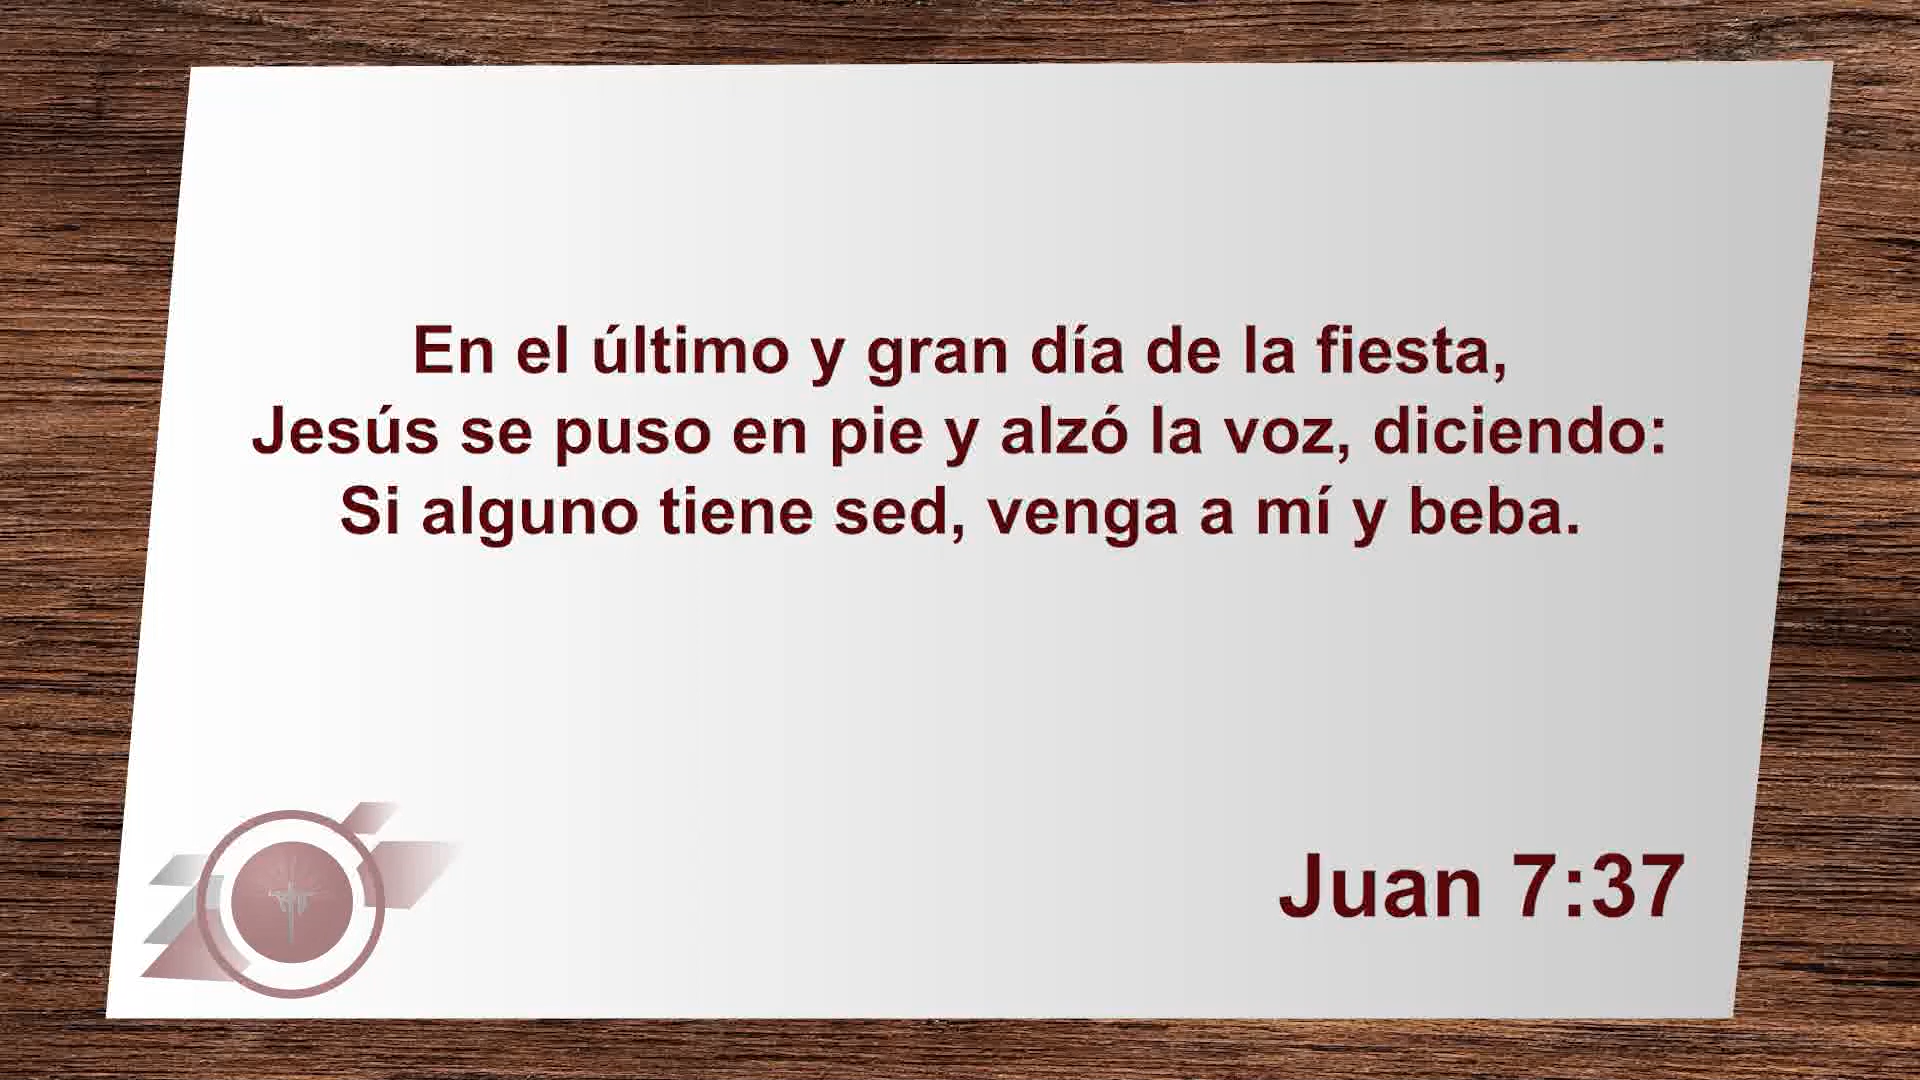 En el último y gran día de la fiesta,
Jesús se puso en pie y alzó la voz, diciendo:
Si alguno tiene sed, venga a mí y beba.
Juan 7:37